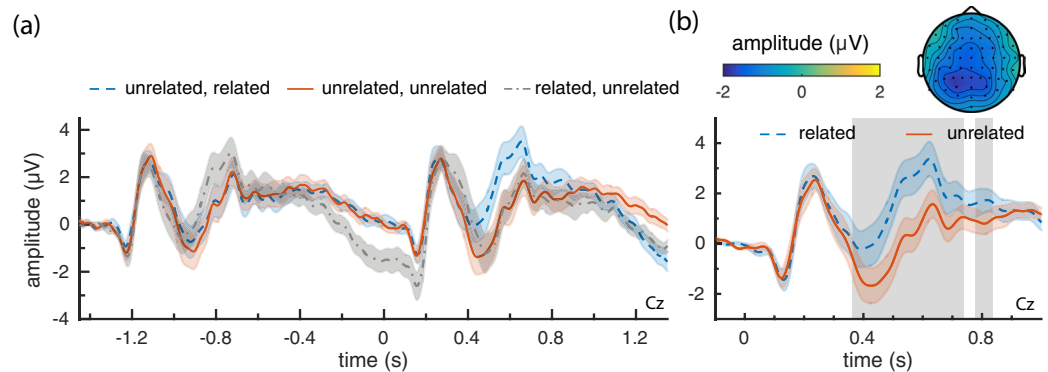 (a)
unrelated, related
unrelated, unrelated
related, unrelated
amplitude (µV)
4
2
0
-2
-4
-1.2
-0.8
-0.4
0
0.4
0.8
1.2
time (s)
Cz
(b)
amplitude (µV)
-2
0
2
related
unrelated
4
2
0
-2
0
0.4
0.8
time (s)
Cz